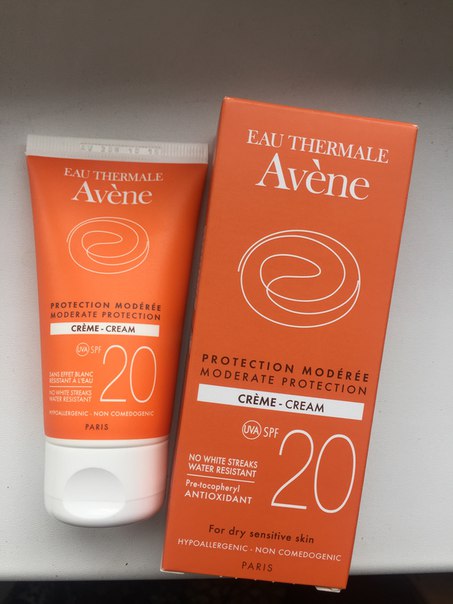 EAU THERMALE
Avène
PROTECTION MODÉRÉE
MODERATE PROTECTION
CRÈME - CREAM
UVA SPF 20
SANS EFFET BLANC
RÉSISTANT À L'EAU
NO WHITE STREAKS
WATER RESISTANT
HYPOALLERGENIC - NON COMEDOGENIC
PARIS
EAU THERMALE
Avène
PROTECTION MODÉRÉE
MODERATE PROTECTION
CRÈME - CREAM
UVA SPF 20
NO WHITE STREAKS
WATER RESISTANT
Pre-tocopheryl
ANTIOXIDANT
For dry sensitive skin
HYPOALLERGENIC - NON COMEDOGENIC
PARIS